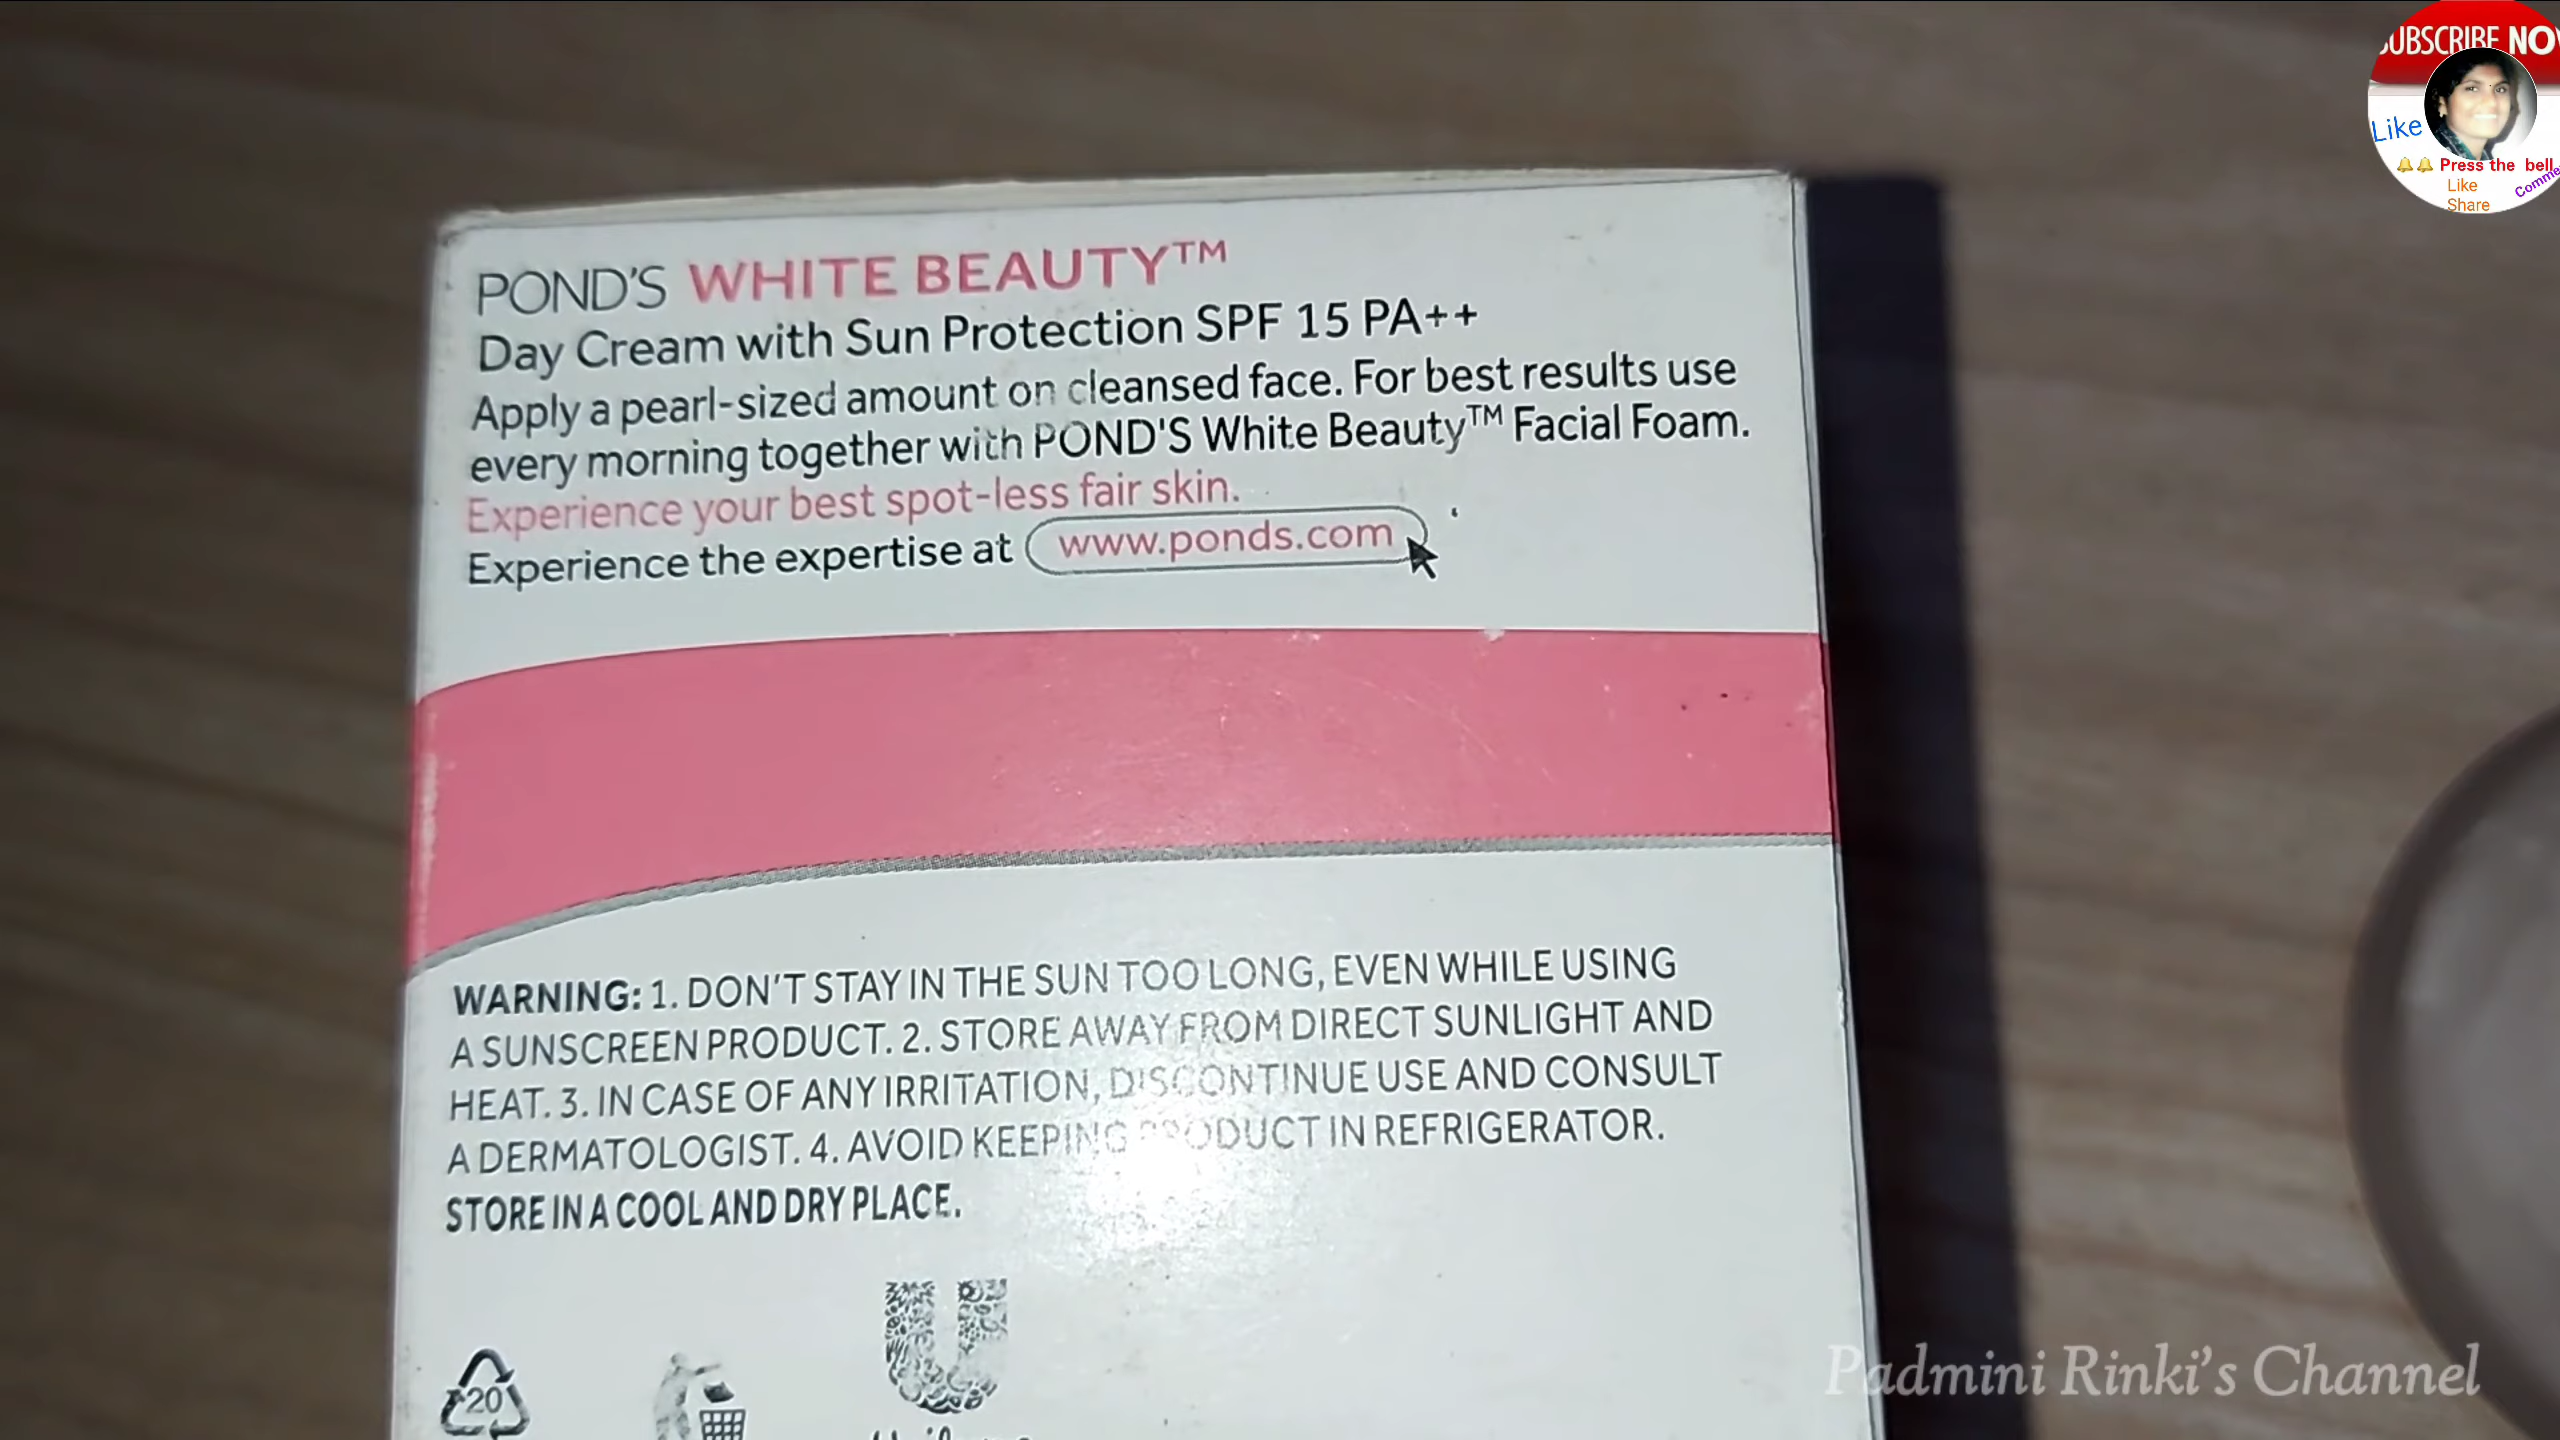 SUBSCRIBE NOW
Like
🔔🔔 Press the bell
Like
Share
POND'S WHITE BEAUTY™
Day Cream with Sun Protection SPF 15 PA++
Apply a pearl-sized amount on cleansed face. For best results use
every morning together with POND'S White Beauty™ Facial Foam.
Experience your best spot-less fair skin.
Experience the expertise at www.ponds.com
WARNING: 1. DON'T STAY IN THE SUN TOO LONG, EVEN WHILE USING
A SUNSCREEN PRODUCT. 2. STORE AWAY FROM DIRECT SUNLIGHT AND
HEAT. 3. IN CASE OF ANY IRRITATION, DISCONTINUE USE AND CONSULT
A DERMATOLOGIST. 4. AVOID KEEPING PRODUCT IN REFRIGERATOR.
STORE IN A COOL AND DRY PLACE.
20
Padmini Rinki's Channel